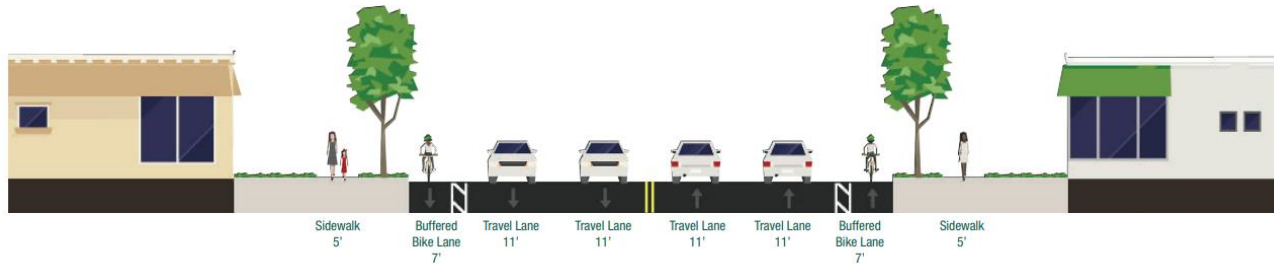 Sidewalk
5'
Buffered
Bike Lane
7'
Travel Lane
11'
Travel Lane
11'
Travel Lane
11'
Travel Lane
11'
Buffered
Bike Lane
7'
Sidewalk
5'